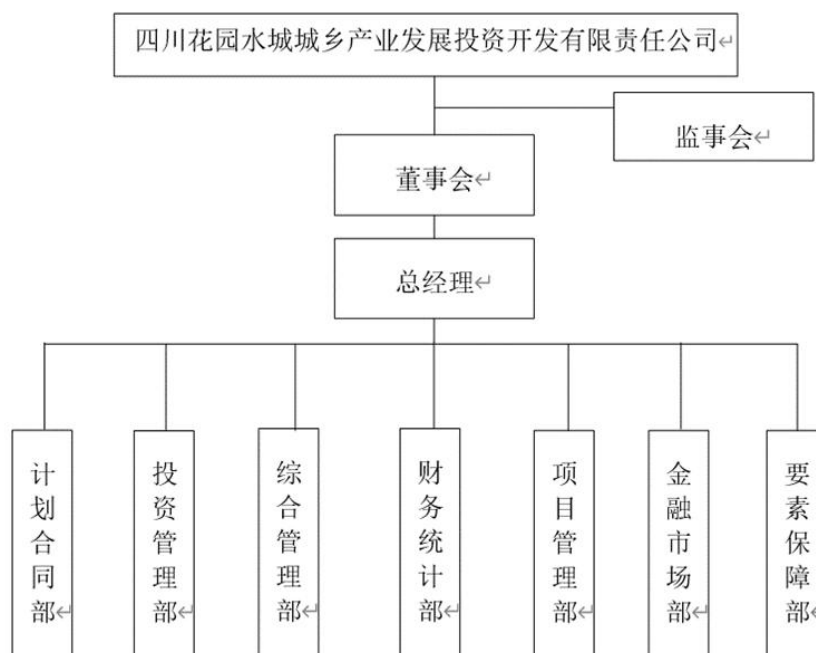 四川花园水城城乡产业发展投资开发有限责任公司
监事会
董事会
总经理
计划合同部
投资管理部
综合管理部
财务统计部
项目管理部
金融市场部
要素保障部